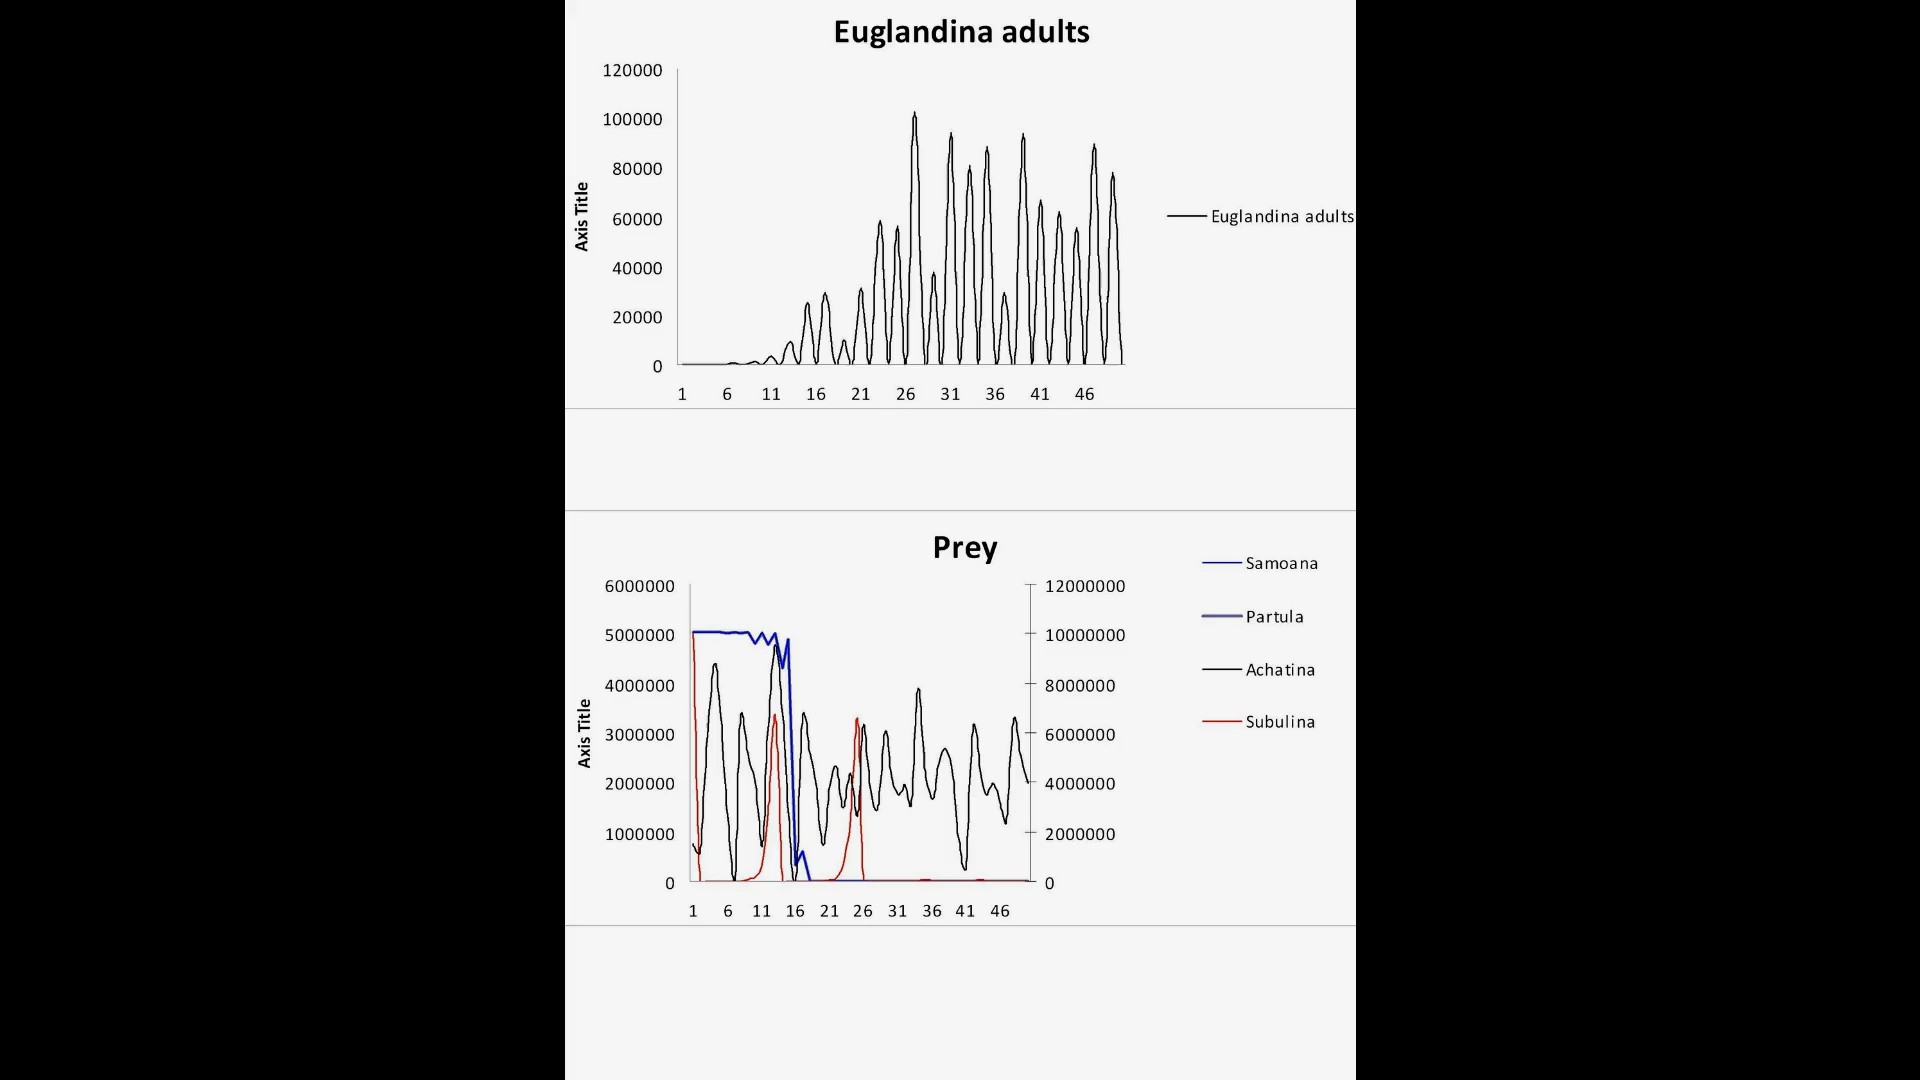 Euglandina adults
120000
100000
80000
60000
40000
20000
0
Axis Title
1 6 11 16 21 26 31 36 41 46
Euglandina adults
Prey
6000000
5000000
4000000
3000000
2000000
1000000
0
Axis Title
12000000
10000000
8000000
6000000
4000000
2000000
0
1 6 11 16 21 26 31 36 41 46
Samoana
Partula
Achatina
Subulina